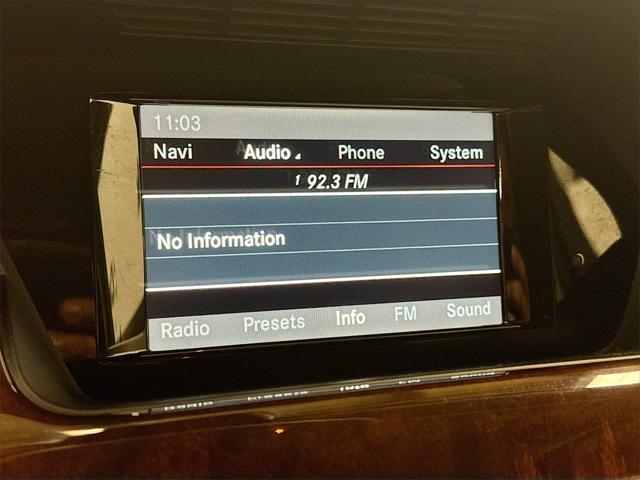 11:03
Navi Audio Phone System
1 92.3 FM
No Information
Radio Presets Info FM Sound